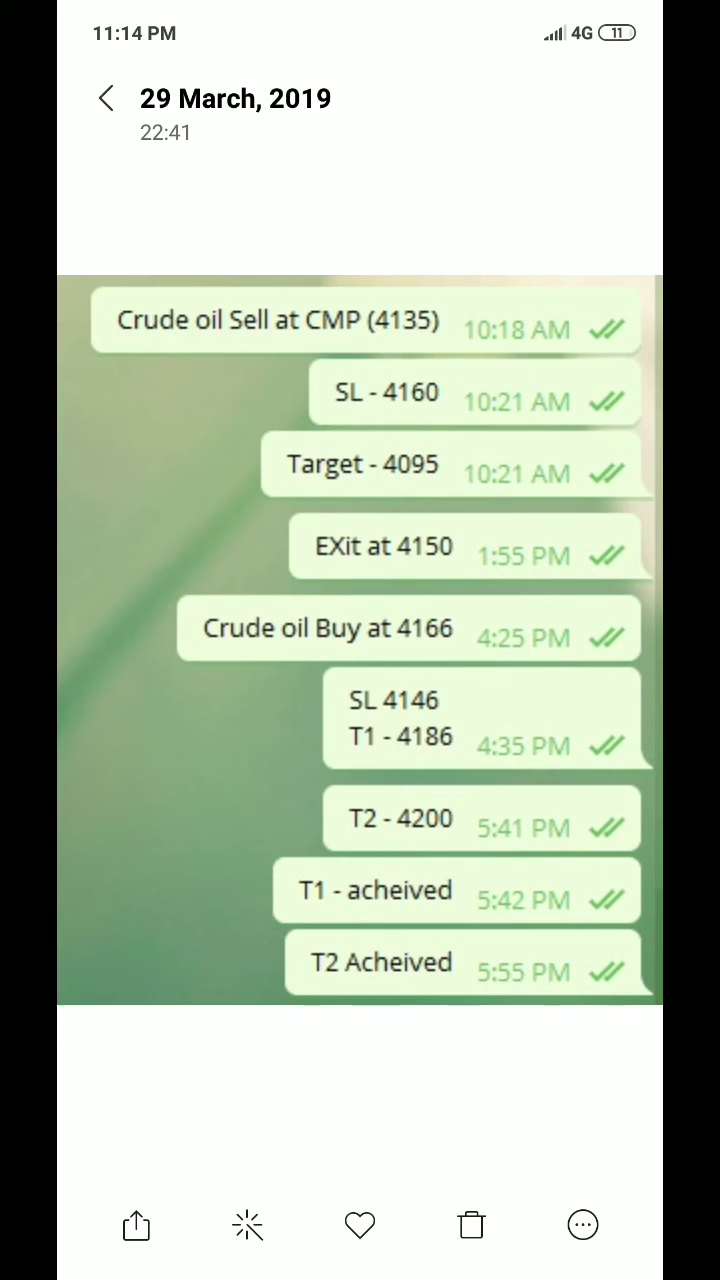 11:14 PM 4G 11
29 March, 2019
22:41
Crude oil Sell at CMP (4135) 10:18 AM
SL - 4160 10:21 AM
Target - 4095 10:21 AM
EXit at 4150 1:55 PM
Crude oil Buy at 4166 4:25 PM
SL 4146
T1 - 4186 4:35 PM
T2 - 4200 5:41 PM
T1 - acheived 5:42 PM
T2 Acheived 5:55 PM